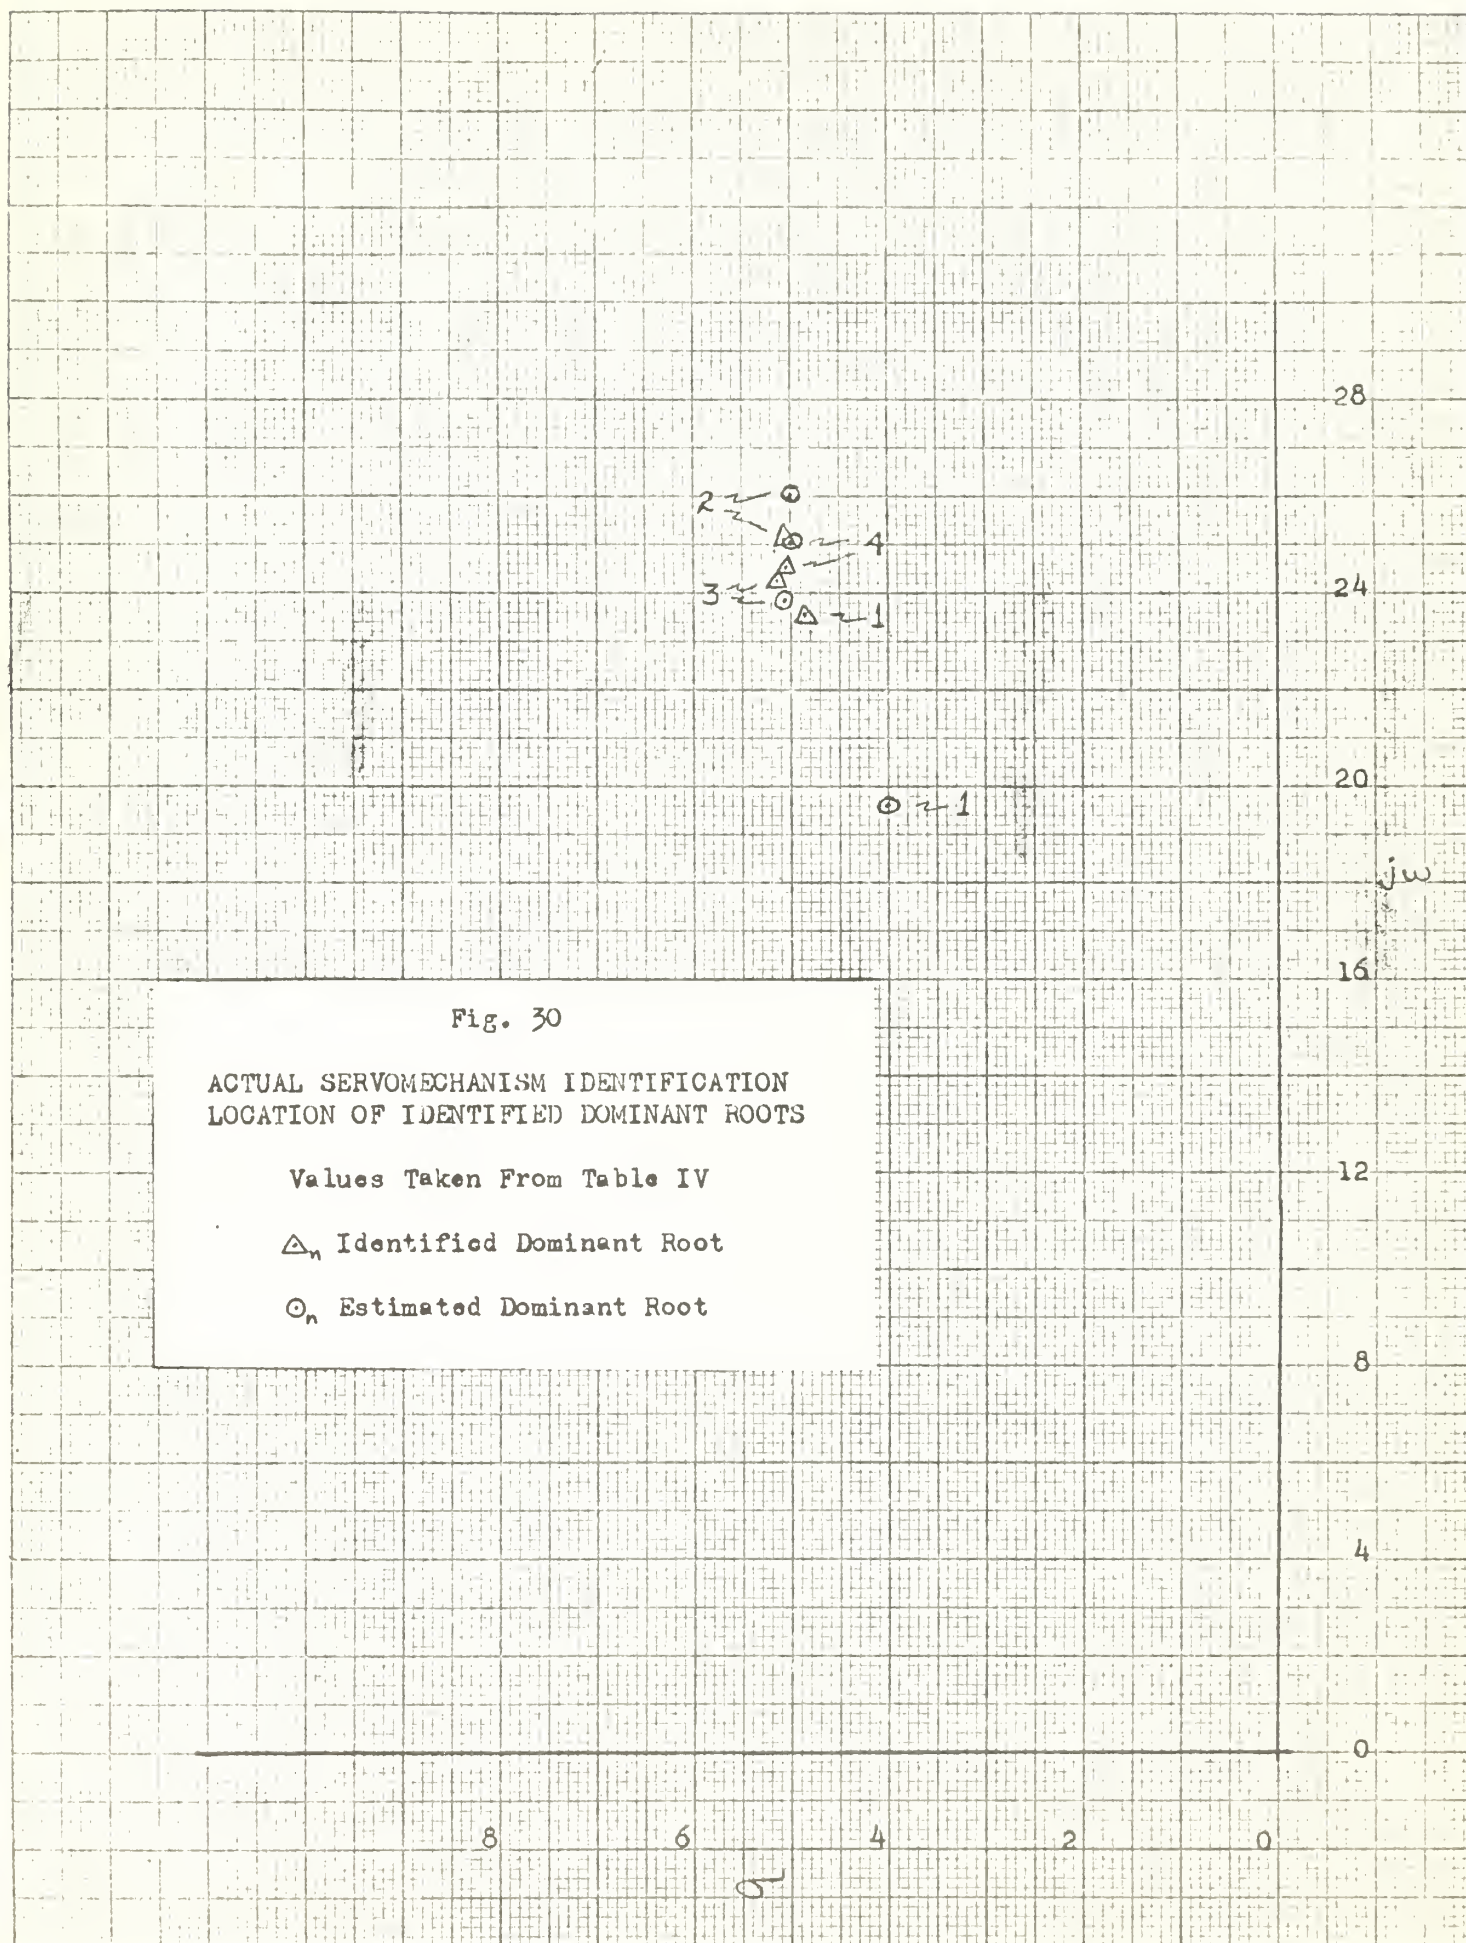 28
2
4
24
3
1
20
1
jω
16
Fig. 30
ACTUAL SERVOMECHANISM IDENTIFICATION
LOCATION OF IDENTIFIED DOMINANT ROOTS
Values Taken From Table IV
12
△n Identified Dominant Root
⊙n Estimated Dominant Root
8
4
0
8 6 4 2 0
σ